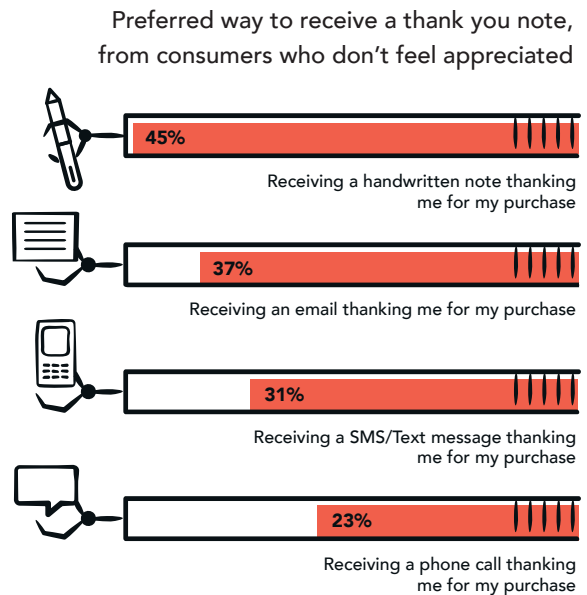 Preferred way to receive a thank you note,
from consumers who don’t feel appreciated
45%
Receiving a handwritten note thanking
me for my purchase
37%
Receiving an email thanking me for my purchase
31%
Receiving a SMS/Text message thanking
me for my purchase
23%
Receiving a phone call thanking
me for my purchase